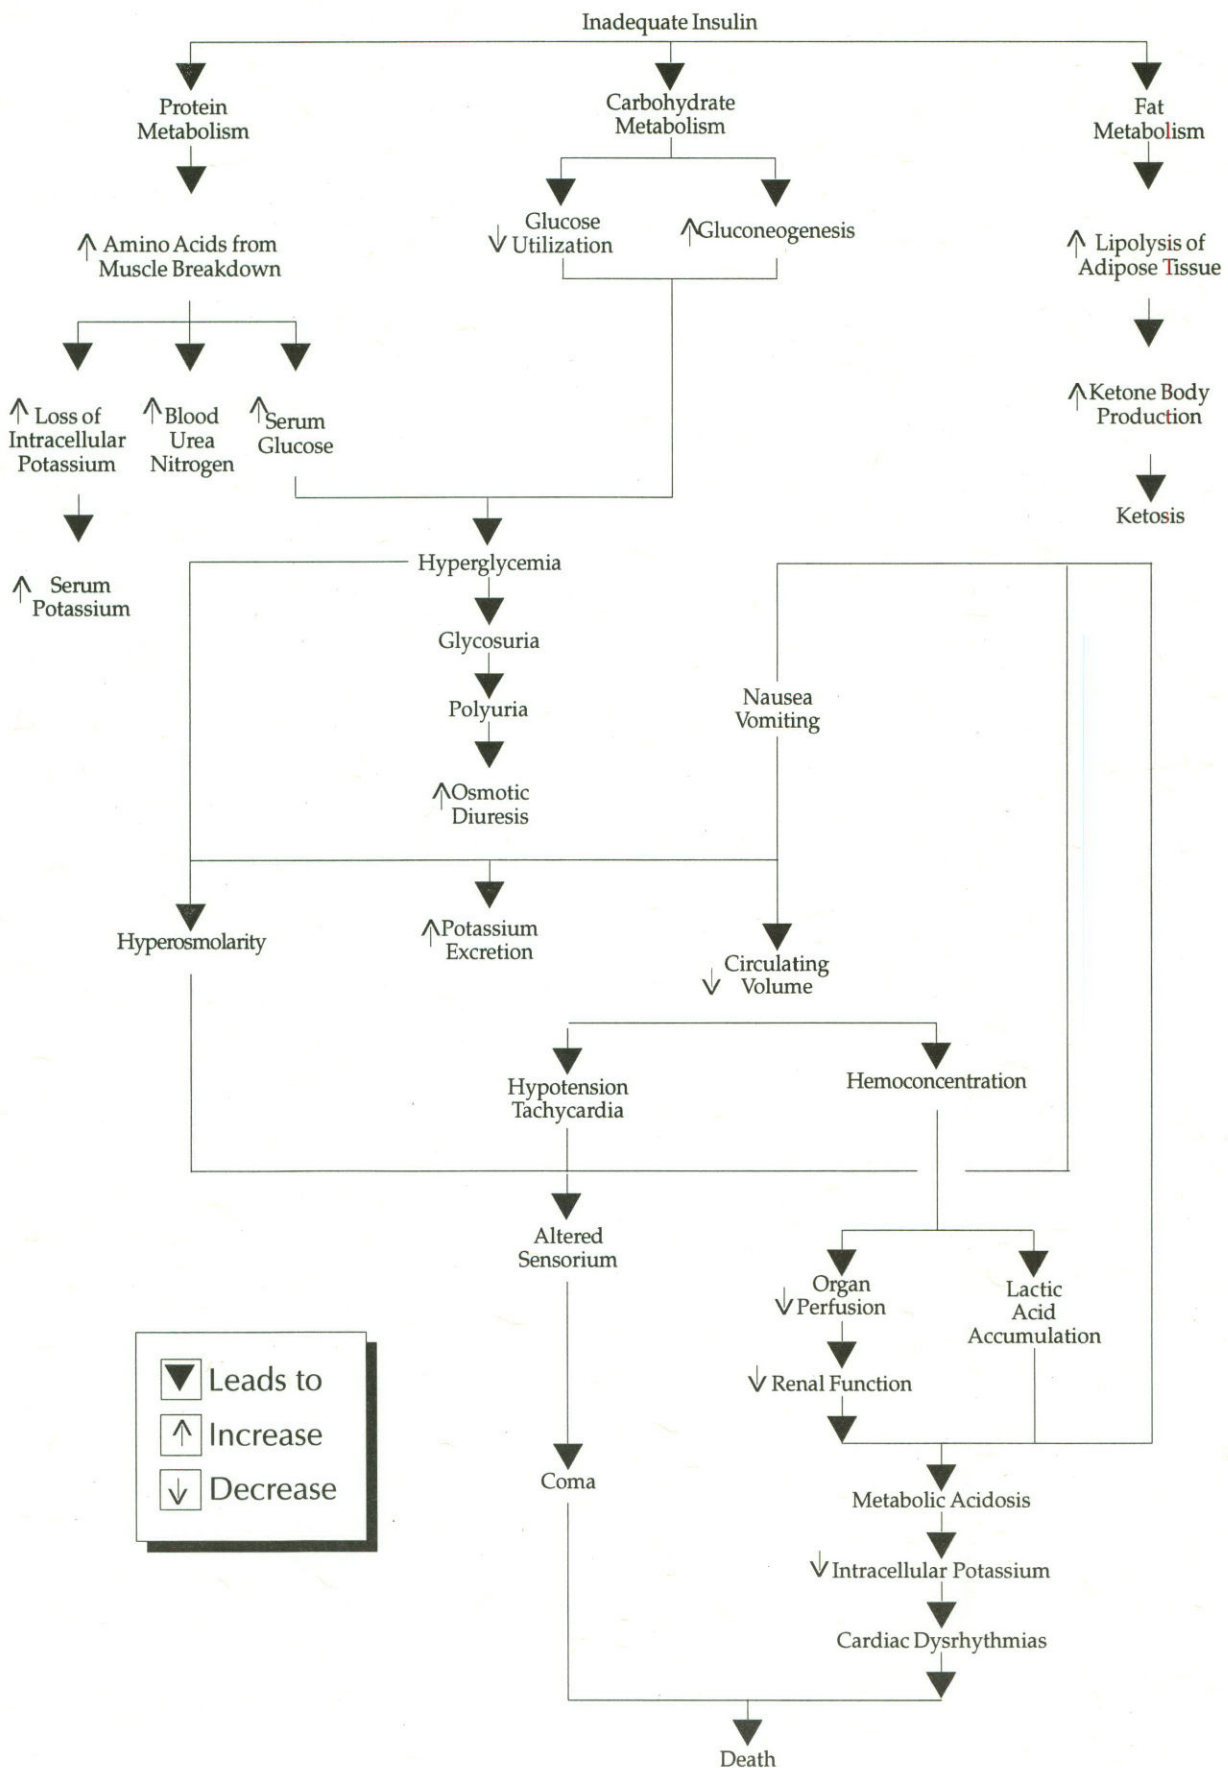 Inadequate Insulin
Protein
Metabolism
Carbohydrate
Metabolism
Fat
Metabolism
↑ Amino Acids from
Muscle Breakdown
Glucose
↓ Utilization
↑Gluconeogenesis
↑ Lipolysis of
Adipose Tissue
↑ Loss of
Intracellular
Potassium
↑Blood
Urea
Nitrogen
↑Serum
Glucose
↑Ketone Body
Production
Ketosis
↑ Serum
Potassium
Hyperglycemia
Glycosuria
Polyuria
↑Osmotic
Diuresis
Nausea
Vomiting
Hyperosmolarity
↑Potassium
Excretion
Circulating
↓ Volume
Hypotension
Tachycardia
Hemoconcentration
Altered
Sensorium
Organ
↓ Perfusion
Lactic
Acid
Accumulation
↓ Renal Function
▼ Leads to
↑ Increase
↓ Decrease
Coma
Metabolic Acidosis
↓ Intracellular Potassium
Cardiac Dysrhythmias
Death